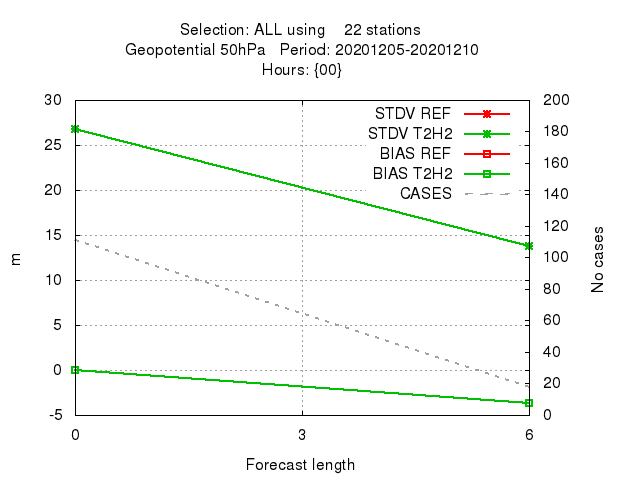 Selection: ALL using    22 stations
Geopotential 50hPa   Period: 20201205-20201210
Hours: {00}
30
25
20
15
10
5
0
-5
m
STDV REF
STDV T2H2
BIAS REF
BIAS T2H2
CASES
200
180
160
140
120
100
80
60
40
20
0
No cases
0 3 6
Forecast length